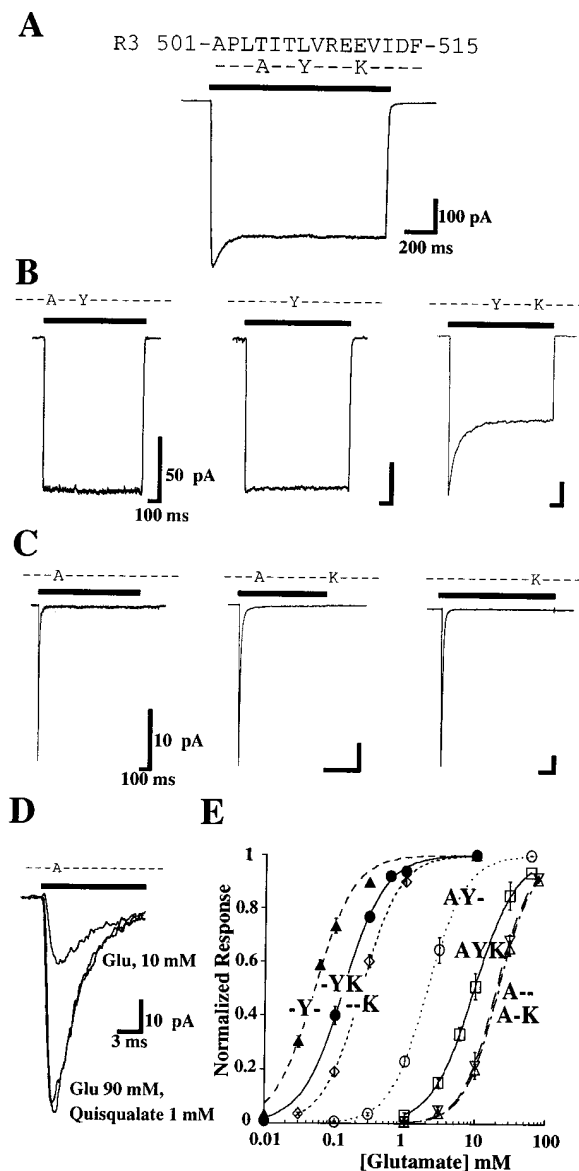 A
R3 501-APLTITLVREEVIDF-515
---A--Y---K----
100 pA
200 ms
B
---A--Y--------
------Y--------
------Y---K----
50 pA
100 ms
C
---A-----------
---A------K----
----------K----
10 pA
100 ms
D
---A-----------
Glu, 10 mM
10 pA
3 ms
Glu 90 mM,
Quisqualate 1 mM
E
Normalized Response
1
0.8
0.6
0.4
0.2
0
AY-
-YK
AYK
-Y-
--K
A--
A-K
0.01
0.1
1
10
100
[Glutamate] mM